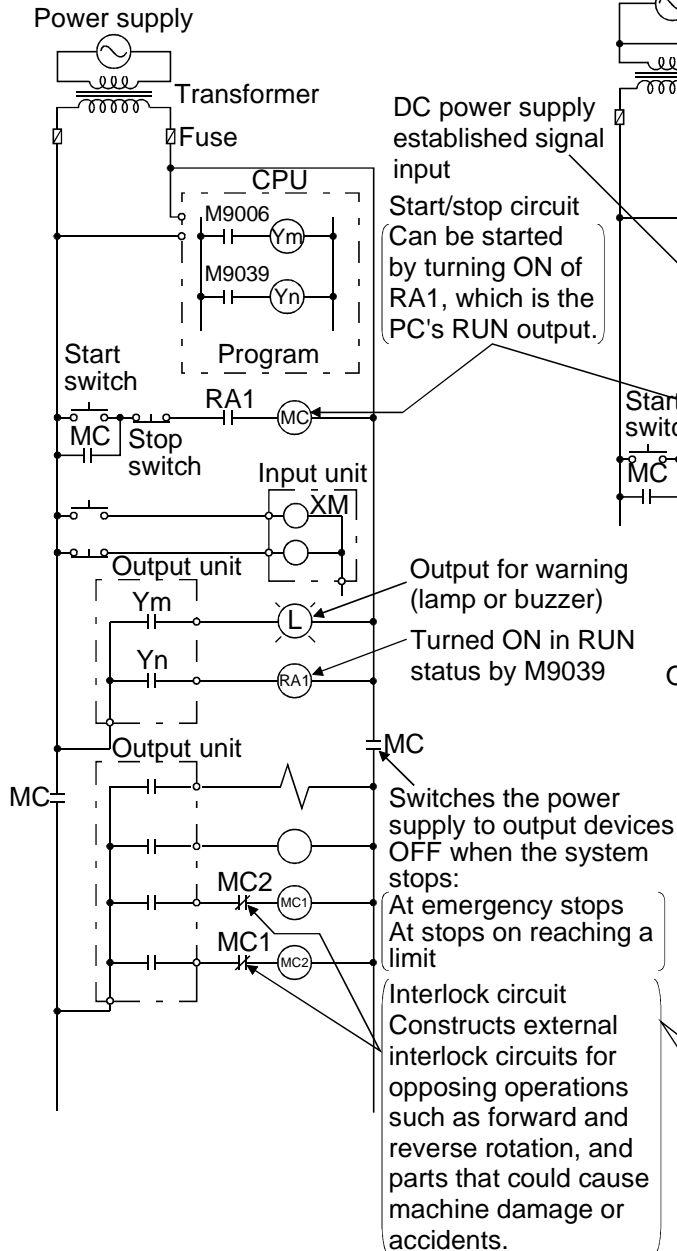 Power supply
Transformer
Fuse
CPU
M9006
Ym
M9039
Yn
Program
DC power supply
established signal
input
Start/stop circuit
Can be started
by turning ON of
RA1, which is the
PC's RUN output.
Start
switch
MC
Stop
switch
RA1
MC
Start
switc
MC
Input unit
XM
Output unit
Ym
L
Yn
RA1
Output for warning
(lamp or buzzer)
Turned ON in RUN
status by M9039
C
MC
Output unit
MC
MC2
MC1
MC1
MC2
Switches the power
supply to output devices
OFF when the system
stops:
At emergency stops
At stops on reaching a
limit
Interlock circuit
Constructs external
interlock circuits for
opposing operations
such as forward and
reverse rotation, and
parts that could cause
machine damage or
accidents.